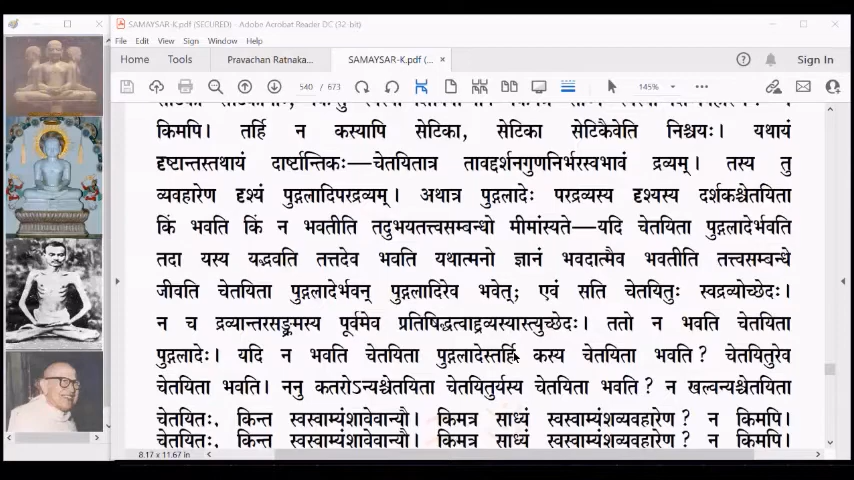 SAMAYSAR-K.pdf (SECURED) - Adobe Acrobat Reader DC (32-bit)
File Edit View Sign Window Help
Home Tools Pravachan Ratnaka... SAMAYSAR-K.pdf (... × Sign In
540 / 673 145%
किमपि। तर्हि न कस्यापि सेटिका, सेटिका सेटिकैवेति निश्चयः। यथायं
दृष्टान्तस्तथायं दार्ष्टान्तिकः—चेतयितात्र तावद्दर्शनगुणनिर्भरस्वभावं द्रव्यम्। तस्य तु
व्यवहारेण दृश्यं पुद्गलादिपरद्रव्यम्। अथात्र पुद्गलादेः परद्रव्यस्य दृश्यस्य दर्शकश्चेतयिता
किं भवति किं न भवतीति तदुभयतत्त्वसम्बन्धो मीमांस्यते—यदि चेतयिता पुद्गलादेर्भवति
तदा यस्य यद्भवति तत्तदेव भवति यथात्मनो ज्ञानं भवदात्मैव भवतीति तत्त्वसम्बन्धे
जीवति चेतयिता पुद्गलादेर्भवन् पुद्गलादिरेव भवेत्; एवं सति चेतयितुः स्वद्रव्योच्छेदः।
न च द्रव्यान्तरसङ्क्रमस्य पूर्वमेव प्रतिषिद्धत्वाद्द्रव्यस्यास्त्युच्छेदः। ततो न भवति चेतयिता
पुद्गलादेः। यदि न भवति चेतयिता पुद्गलादेस्तर्हि कस्य चेतयिता भवति? चेतयितुरेव
चेतयिता भवति। ननु कतरोऽन्यश्चेतयिता चेतयितुर्यस्य चेतयिता भवति? न खल्वन्यश्चेतयिता
चेतयितुः, किन्तु स्वस्वाम्यंशावेवान्यौ। किमत्र साध्यं स्वस्वाम्यंशव्यवहारेण? न किमपि।
चेतयितुः, किन्तु स्वस्वाम्यंशावेवान्यौ। किमत्र साध्यं स्वस्वाम्यंशव्यवहारेण? न किमपि।
8.17 x 11.67 in